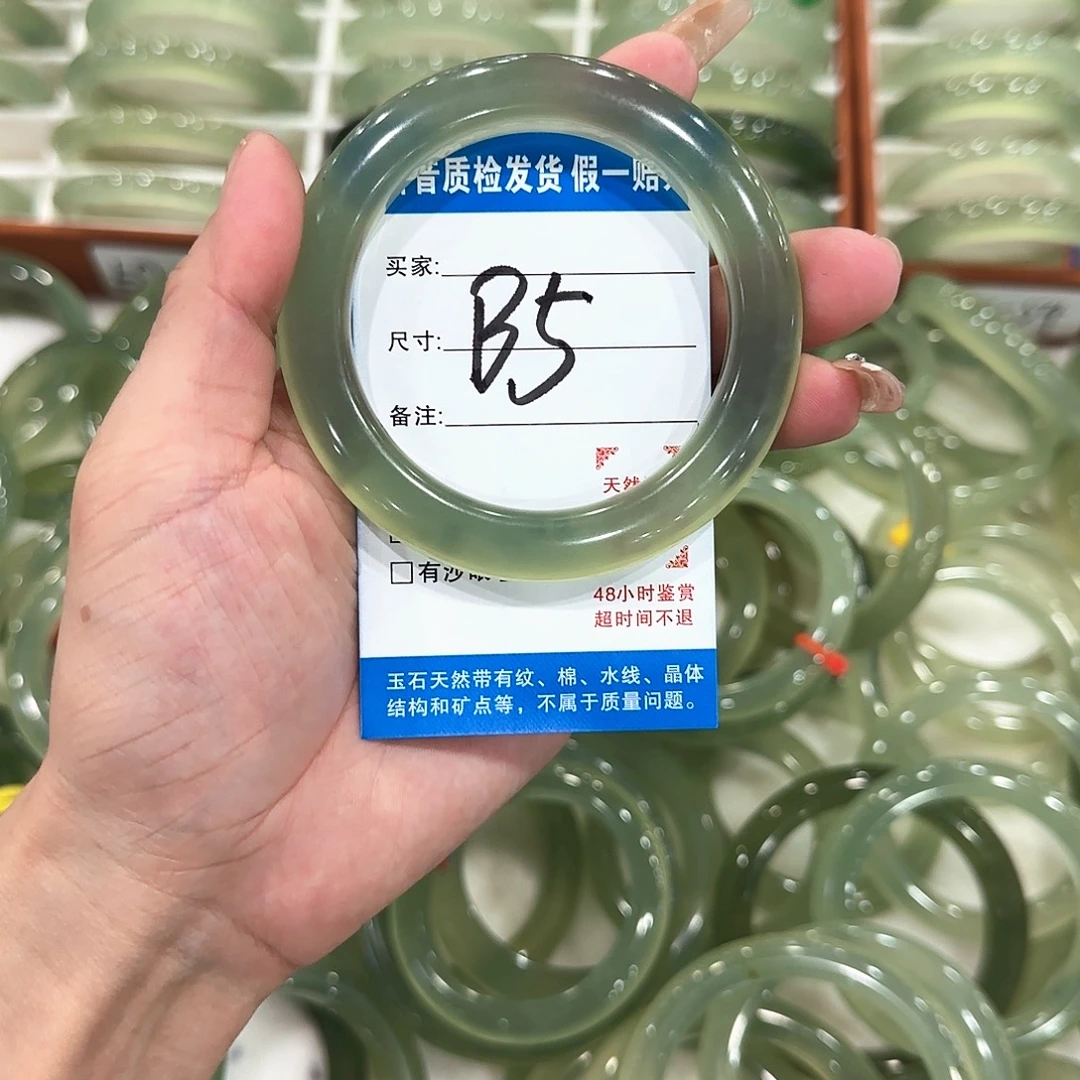 音质检发货 假一赔
买家:
B5
尺寸:
备注:
天然
□有沙眼
48小时鉴赏
超时间不退
玉石天然带有纹、棉、水线、晶体
结构和矿点等，不属于质量问题。